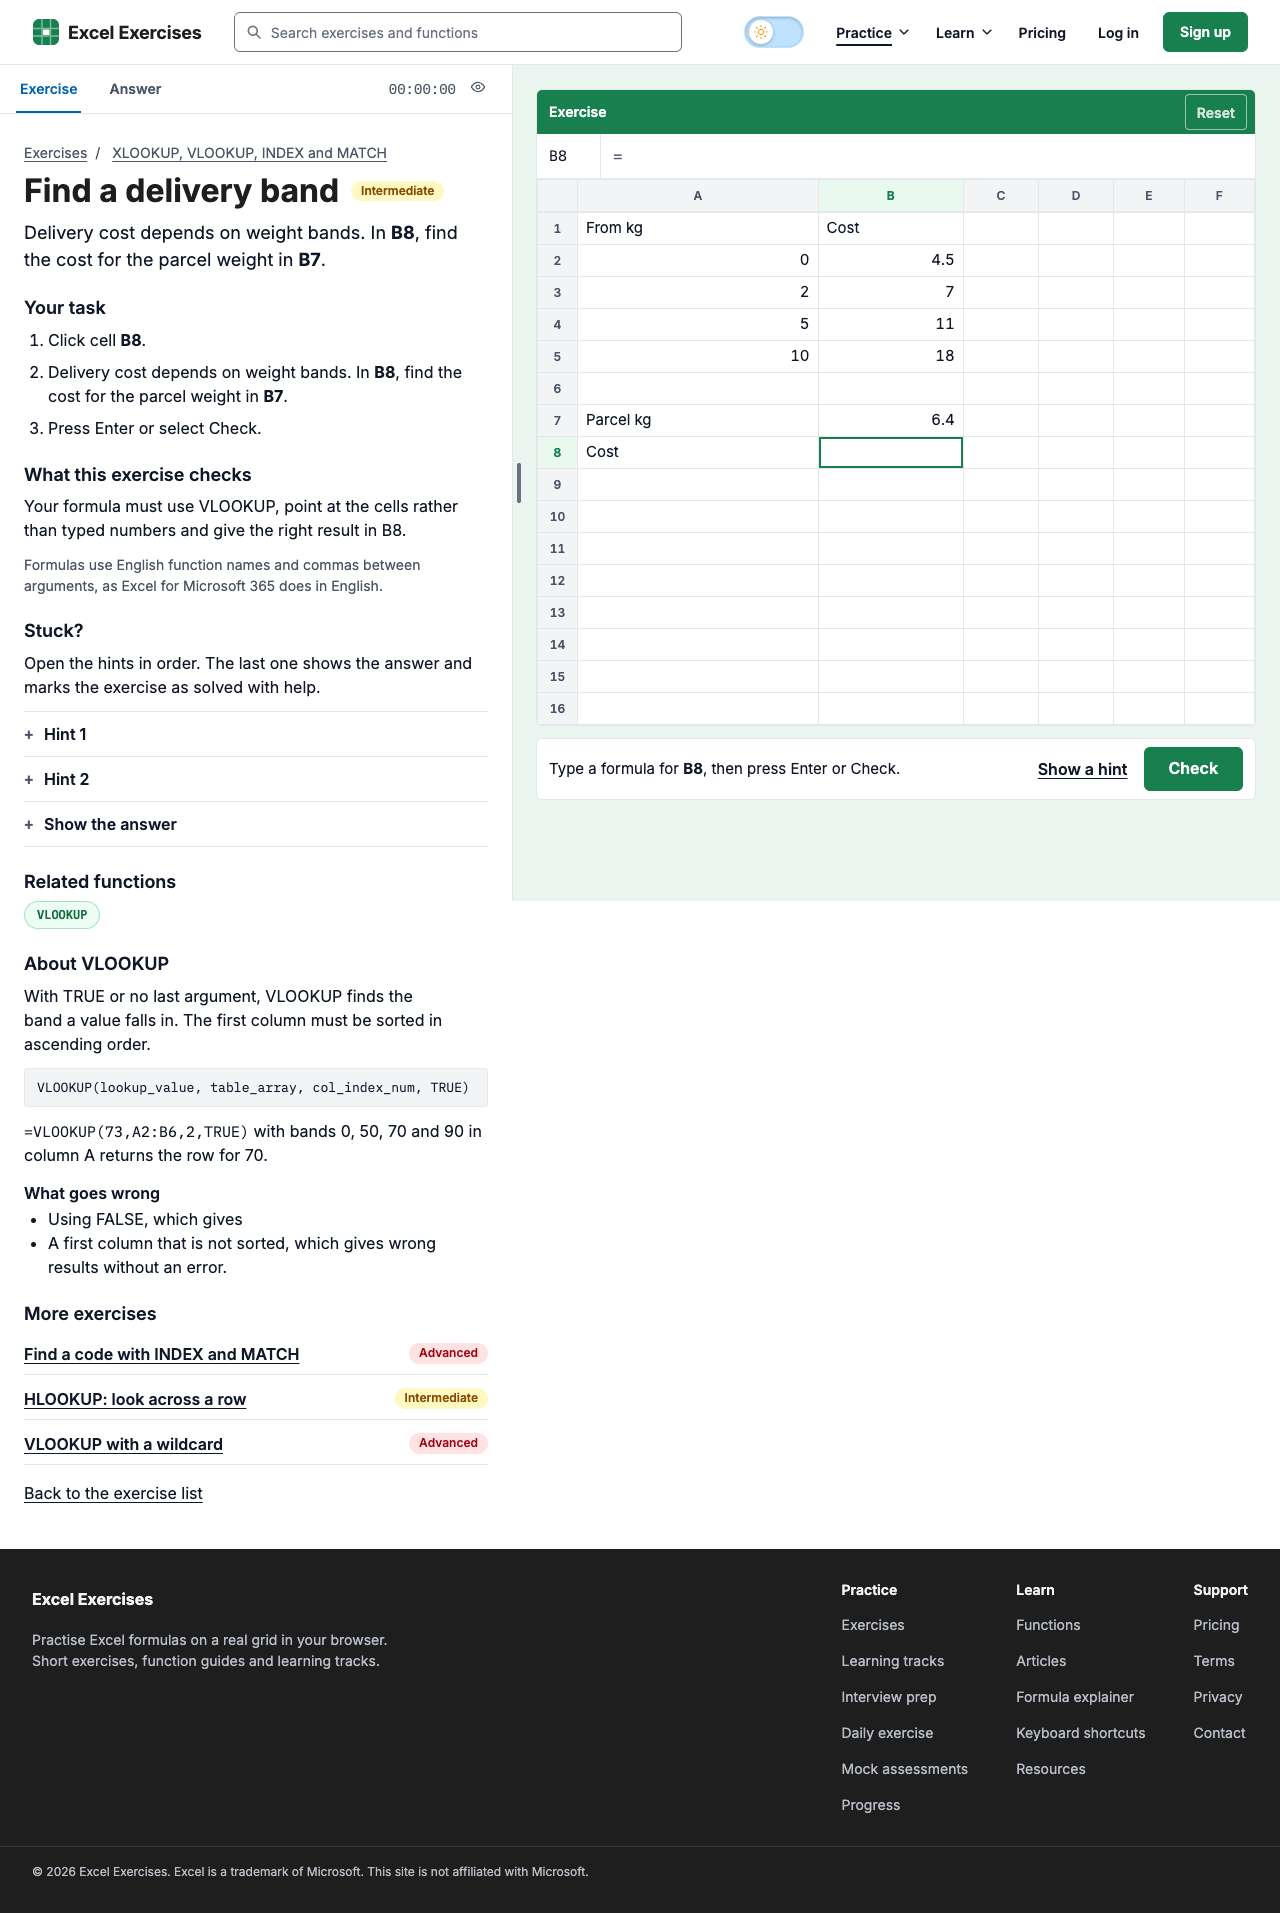 Excel Exercises
Search exercises and functions
Practice
Learn
Pricing
Log in
Sign up
Exercise
Answer
00:00:00
Exercises / XLOOKUP, VLOOKUP, INDEX and MATCH
Find a delivery band
Intermediate
Delivery cost depends on weight bands. In B8, find
the cost for the parcel weight in B7.
Your task
1. Click cell B8.
2. Delivery cost depends on weight bands. In B8, find the
cost for the parcel weight in B7.
3. Press Enter or select Check.
What this exercise checks
Your formula must use VLOOKUP, point at the cells rather
than typed numbers and give the right result in B8.
Formulas use English function names and commas between
arguments, as Excel for Microsoft 365 does in English.
Stuck?
Open the hints in order. The last one shows the answer and
marks the exercise as solved with help.
+ Hint 1
+ Hint 2
+ Show the answer
Related functions
VLOOKUP
About VLOOKUP
With TRUE or no last argument, VLOOKUP finds the
band a value falls in. The first column must be sorted in
ascending order.
VLOOKUP(lookup_value, table_array, col_index_num, TRUE)
=VLOOKUP(73,A2:B6,2,TRUE) with bands 0, 50, 70 and 90 in
column A returns the row for 70.
What goes wrong
• Using FALSE, which gives
• A first column that is not sorted, which gives wrong
results without an error.
More exercises
Find a code with INDEX and MATCH
Advanced
HLOOKUP: look across a row
Intermediate
VLOOKUP with a wildcard
Advanced
Back to the exercise list
Exercise
Reset
B8 =
A B C D E F
1 From kg Cost
2 0 4.5
3 2 7
4 5 11
5 10 18
6
7 Parcel kg 6.4
8 Cost
9
10
11
12
13
14
15
16
Type a formula for B8, then press Enter or Check.
Show a hint
Check
Excel Exercises
Practise Excel formulas on a real grid in your browser.
Short exercises, function guides and learning tracks.
Practice
Exercises
Learning tracks
Interview prep
Daily exercise
Mock assessments
Progress
Learn
Functions
Articles
Formula explainer
Keyboard shortcuts
Resources
Support
Pricing
Terms
Privacy
Contact
© 2026 Excel Exercises. Excel is a trademark of Microsoft. This site is not affiliated with Microsoft.